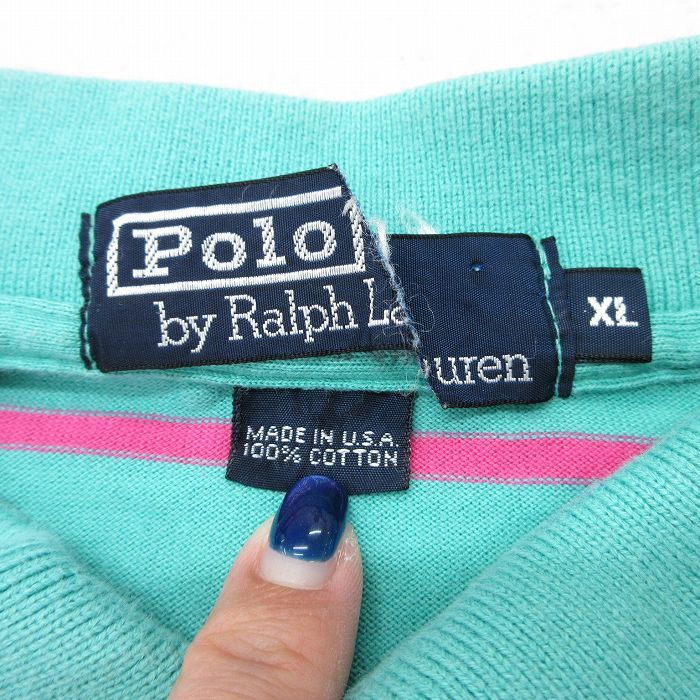 Polo
by Ralph La uren
XL
MADE IN U.S.A.
100% COTTON